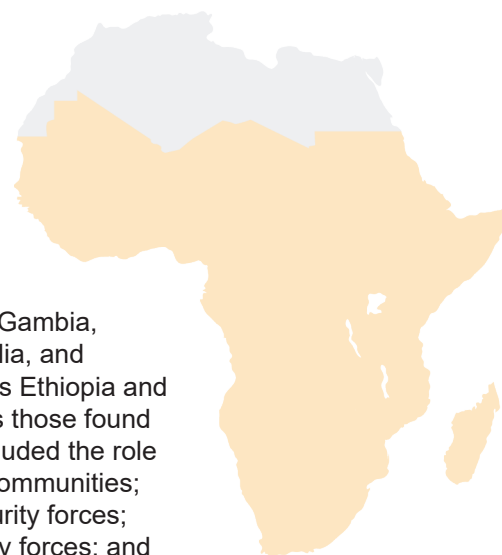 Gambia,
lia, and
s Ethiopia and
s those found
uded the role
ommunities;
urity forces;
y forces; and